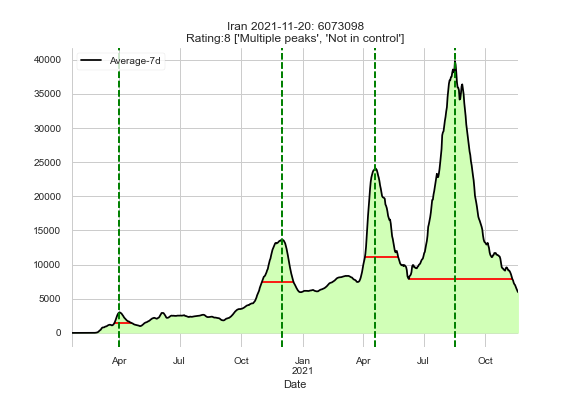 Iran 2021-11-20: 6073098
Rating:8 ['Multiple peaks', 'Not in control']
Average-7d
40000
35000
30000
25000
20000
15000
10000
5000
0
Apr Jul Oct Jan Apr Jul Oct
2021
Date